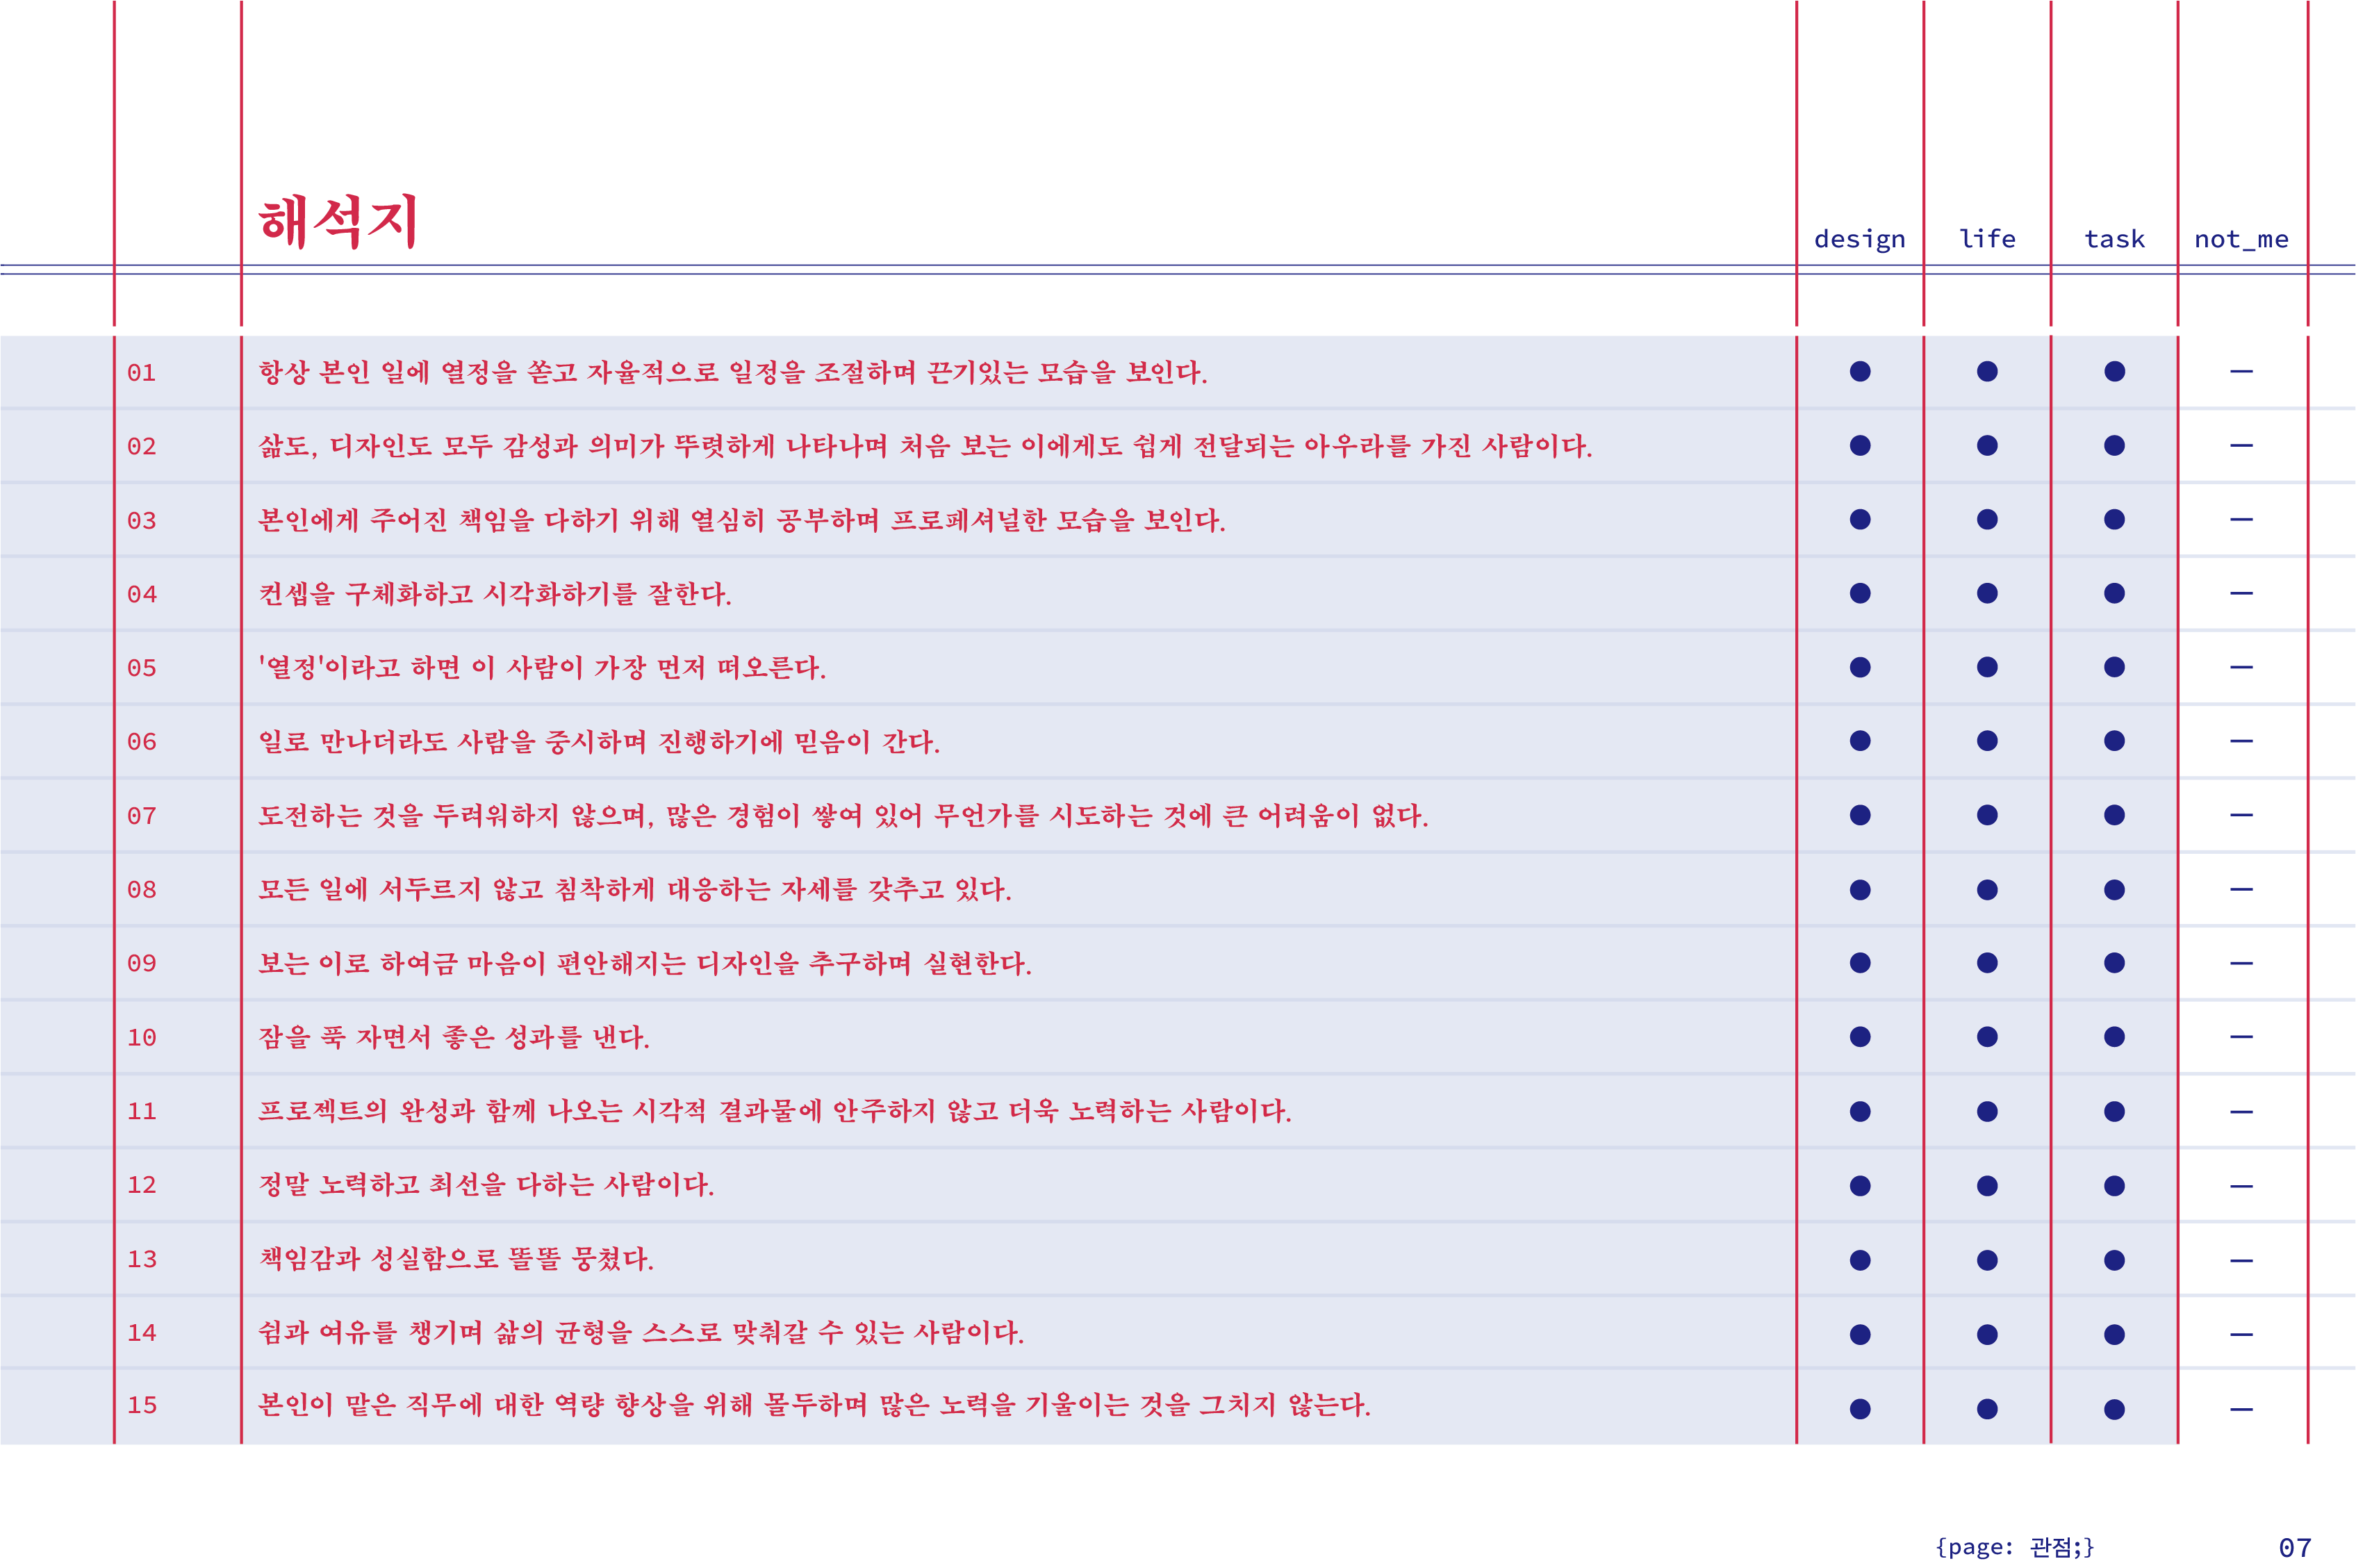 해석지
design life task not_me
01 항상 본인 일에 열정을 쏟고 자율적으로 일정을 조절하며 끈기있는 모습을 보인다. ● ● ● —
02 삶도, 디자인도 모두 감성과 의미가 뚜렷하게 나타나며 처음 보는 이에게도 쉽게 전달되는 아우라를 가진 사람이다. ● ● ● —
03 본인에게 주어진 책임을 다하기 위해 열심히 공부하며 프로페셔널한 모습을 보인다. ● ● ● —
04 컨셉을 구체화하고 시각화하기를 잘한다. ● ● ● —
05 '열정'이라고 하면 이 사람이 가장 먼저 떠오른다. ● ● ● —
06 일로 만나더라도 사람을 중시하며 진행하기에 믿음이 간다. ● ● ● —
07 도전하는 것을 두려워하지 않으며, 많은 경험이 쌓여 있어 무언가를 시도하는 것에 큰 어려움이 없다. ● ● ● —
08 모든 일에 서두르지 않고 침착하게 대응하는 자세를 갖추고 있다. ● ● ● —
09 보는 이로 하여금 마음이 편안해지는 디자인을 추구하며 실현한다. ● ● ● —
10 잠을 푹 자면서 좋은 성과를 낸다. ● ● ● —
11 프로젝트의 완성과 함께 나오는 시각적 결과물에 안주하지 않고 더욱 노력하는 사람이다. ● ● ● —
12 정말 노력하고 최선을 다하는 사람이다. ● ● ● —
13 책임감과 성실함으로 똘똘 뭉쳤다. ● ● ● —
14 쉼과 여유를 챙기며 삶의 균형을 스스로 맞춰갈 수 있는 사람이다. ● ● ● —
15 본인이 맡은 직무에 대한 역량 향상을 위해 몰두하며 많은 노력을 기울이는 것을 그치지 않는다. ● ● ● —
{page: 관점;} 07